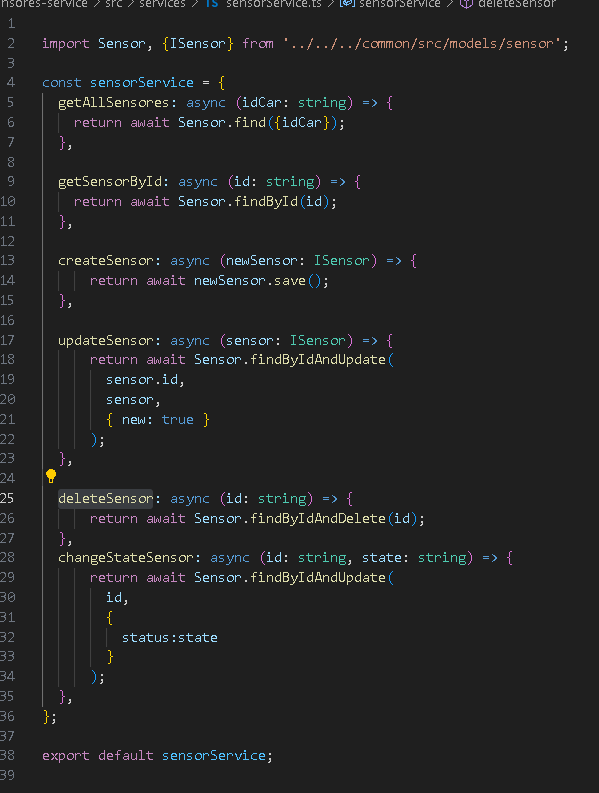 nsores-service > src > services > TS sensorService.ts > sensorService > deleteSensor
1
2 import Sensor, {ISensor} from '../../../common/src/models/sensor';
3
4 const sensorService = {
5   getAllSensores: async (idCar: string) => {
6     return await Sensor.find({idCar});
7   },
8
9   getSensorById: async (id: string) => {
10     return await Sensor.findById(id);
11   },
12
13   createSensor: async (newSensor: ISensor) => {
14       return await newSensor.save();
15   },
16
17   updateSensor: async (sensor: ISensor) => {
18       return await Sensor.findByIdAndUpdate(
19         sensor.id,
20         sensor,
21         { new: true }
22       );
23   },
24
25   deleteSensor: async (id: string) => {
26       return await Sensor.findByIdAndDelete(id);
27   },
28   changeStateSensor: async (id: string, state: string) => {
29       return await Sensor.findByIdAndUpdate(
30         id,
31         {
32           status:state
33         }
34       );
35   },
36 };
37
38 export default sensorService;
39